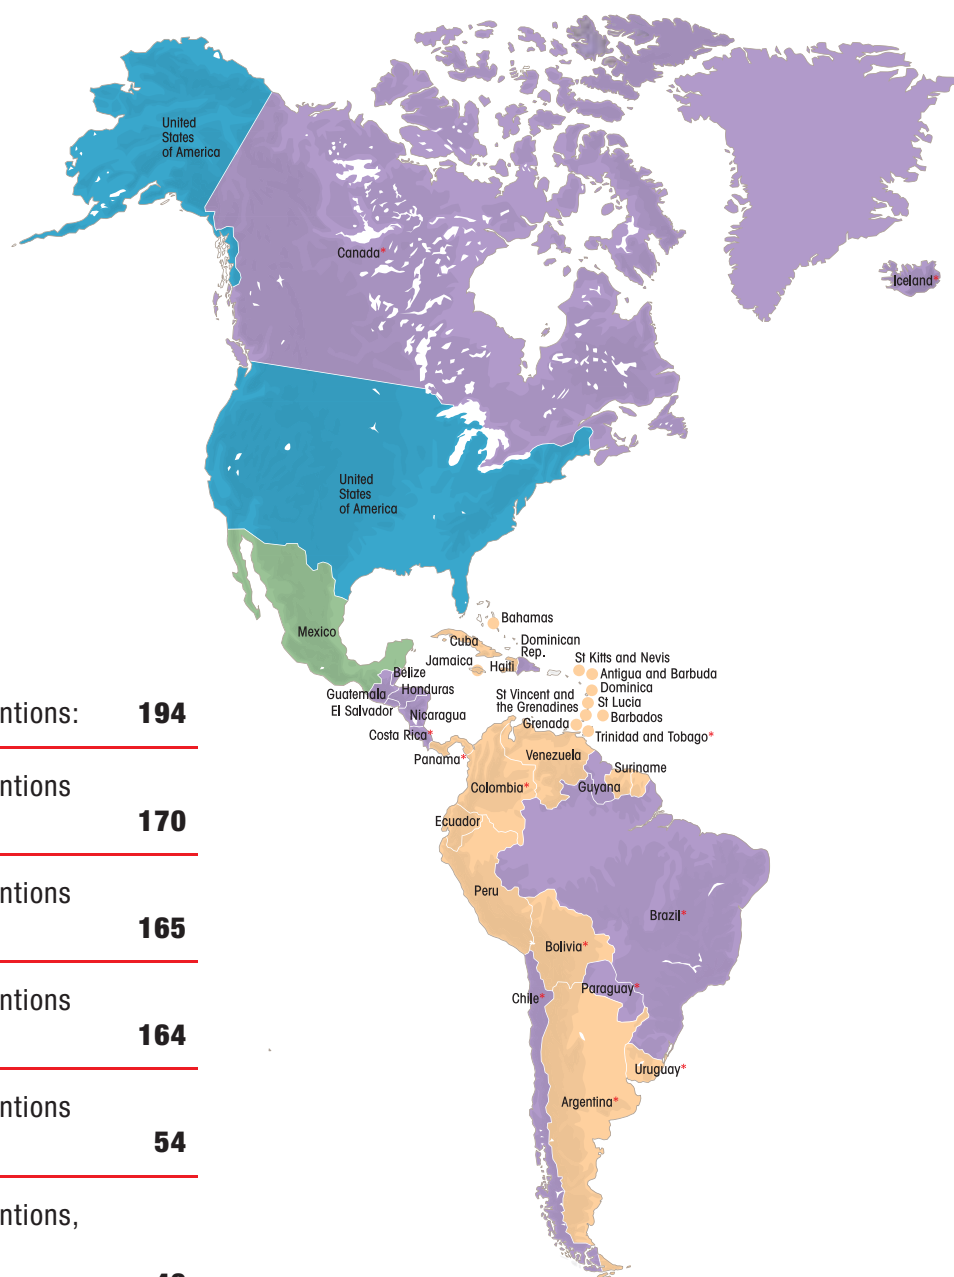 United
States
of America
Canada*
Iceland*
United
States
of America
Mexico
Bahamas
Cuba
Dominican
Rep.
Jamaica
Haiti
St Kitts and Nevis
Antigua and Barbuda
Dominica
St Lucia
Barbados
St Vincent and
the Grenadines
Grenada
Trinidad and Tobago*
Belize
Guatemala
Honduras
El Salvador
Nicaragua
Costa Rica*
Panama*
Venezuela
Suriname
Colombia*
Guyana
Ecuador
Peru
Brazil*
Bolivia*
Paraguay*
Chile*
Uruguay*
Argentina*
ntions: 194
ntions
170
ntions
165
ntions
164
ntions
54
ntions,